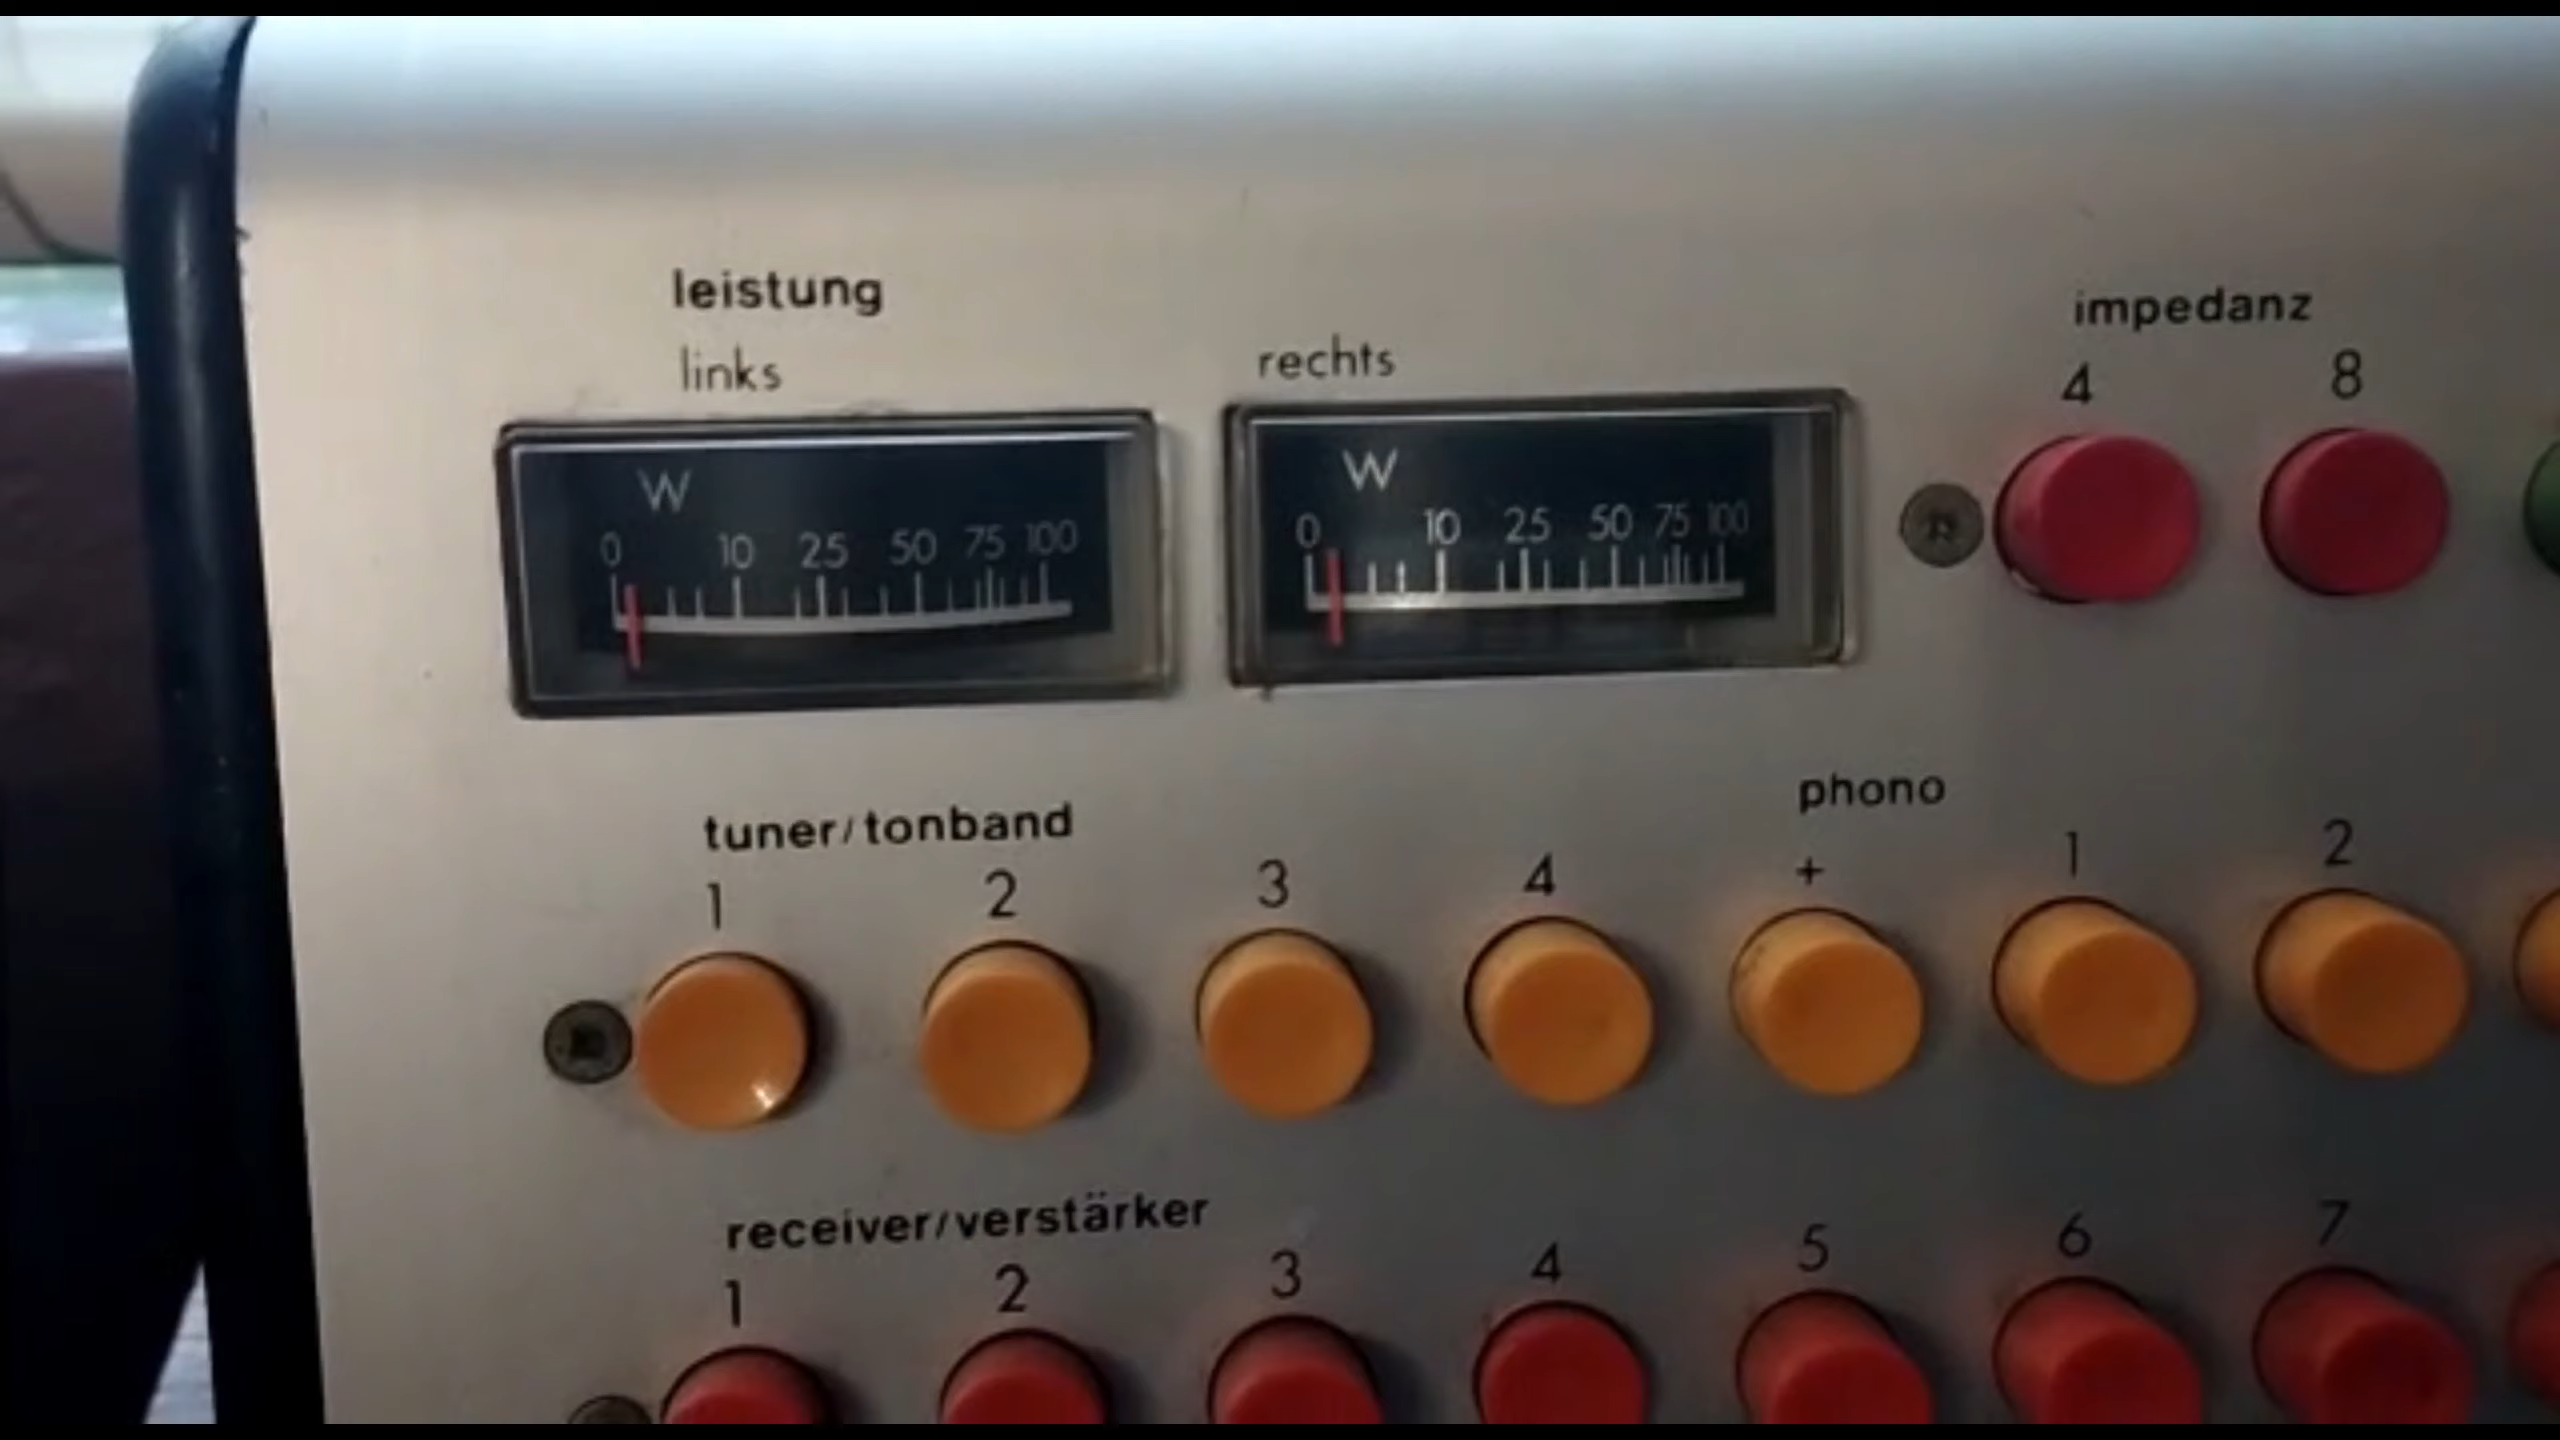 leistung
links
rechts
W
0 10 25 50 75 100
W
0 10 25 50 75 100
impedanz
4 8
tuner/tonband
1 2 3 4
phono
+ 1 2
receiver/verstärker
1 2 3 4 5 6 7